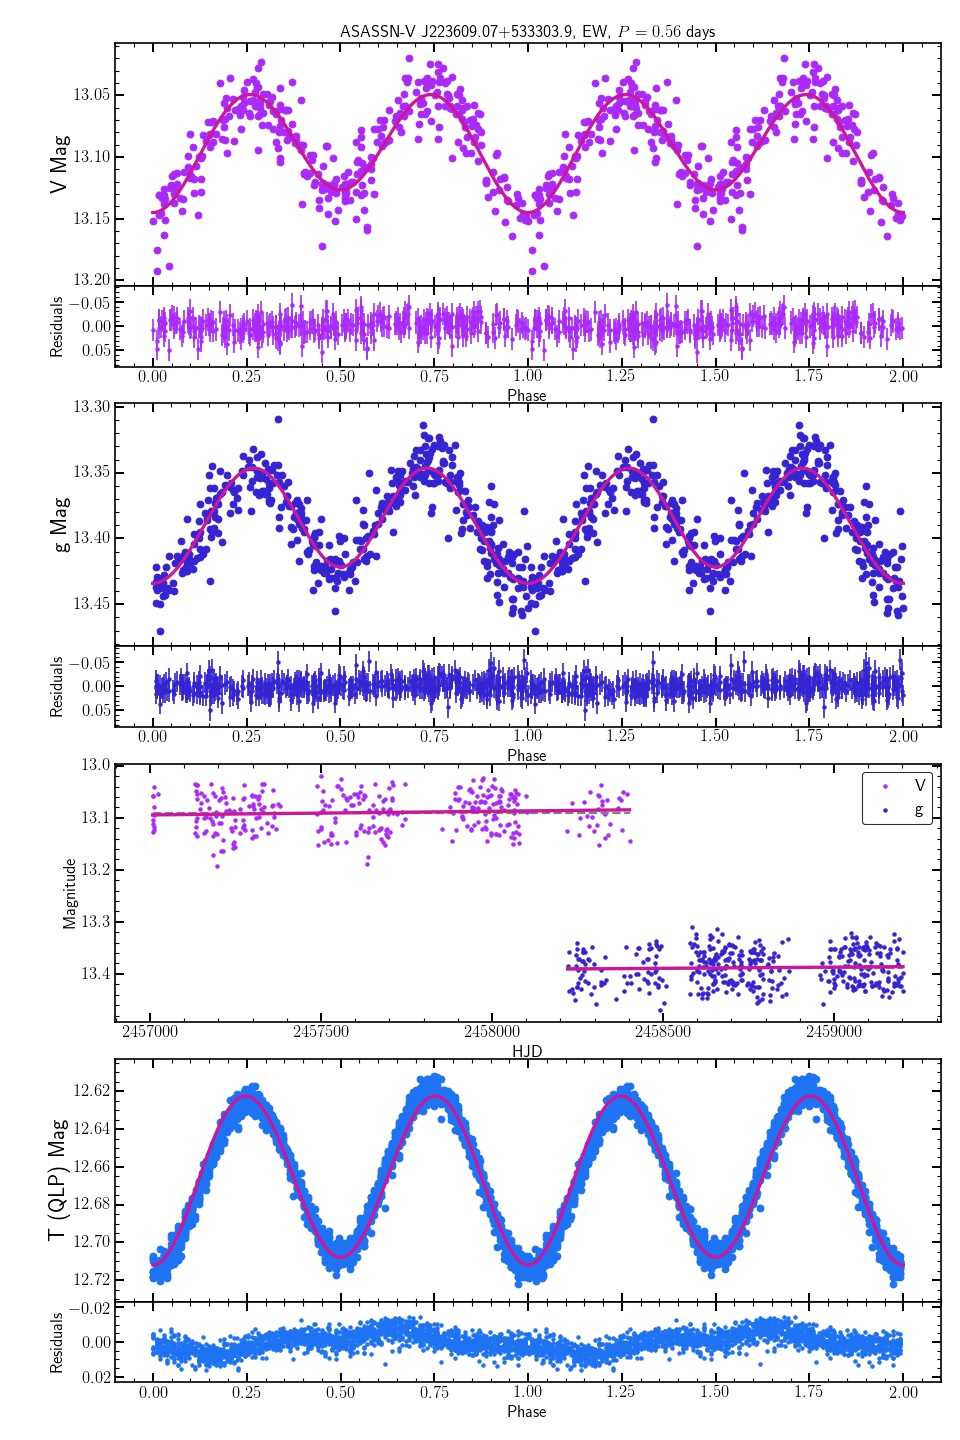 ASASSN-V J223609.07+533303.9, EW, P = 0.56 days
V Mag
13.05
13.10
13.15
13.20
Residuals
−0.05
0.00
0.05
0.00 0.25 0.50 0.75 1.00 1.25 1.50 1.75 2.00
Phase
g Mag
13.30
13.35
13.40
13.45
Residuals
−0.05
0.00
0.05
0.00 0.25 0.50 0.75 1.00 1.25 1.50 1.75 2.00
Phase
Magnitude
13.0
13.1
13.2
13.3
13.4
V
g
2457000 2457500 2458000 2458500 2459000
HJD
T (QLP) Mag
12.62
12.64
12.66
12.68
12.70
12.72
Residuals
−0.02
0.00
0.02
0.00 0.25 0.50 0.75 1.00 1.25 1.50 1.75 2.00
Phase